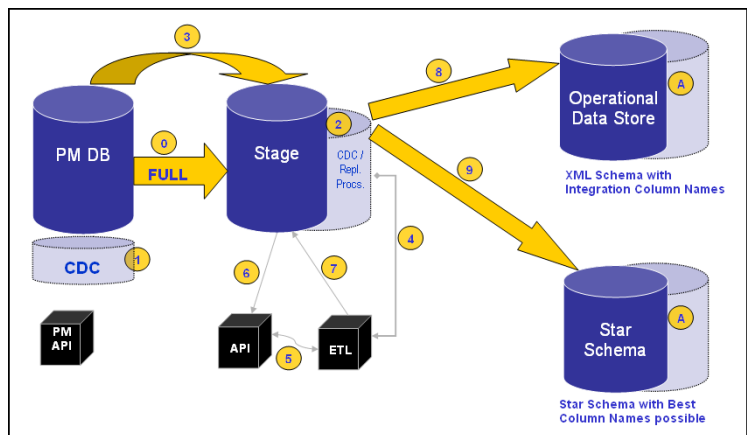 3
8
A
Operational
Data Store
0
2
PM DB
Stage
FULL
CDC /
Repl.
Procs.
9
XML Schema with
Integration Column Names
4
CDC
1
6
7
A
Star
Schema
PM
API
API
5
ETL
Star Schema with Best
Column Names possible